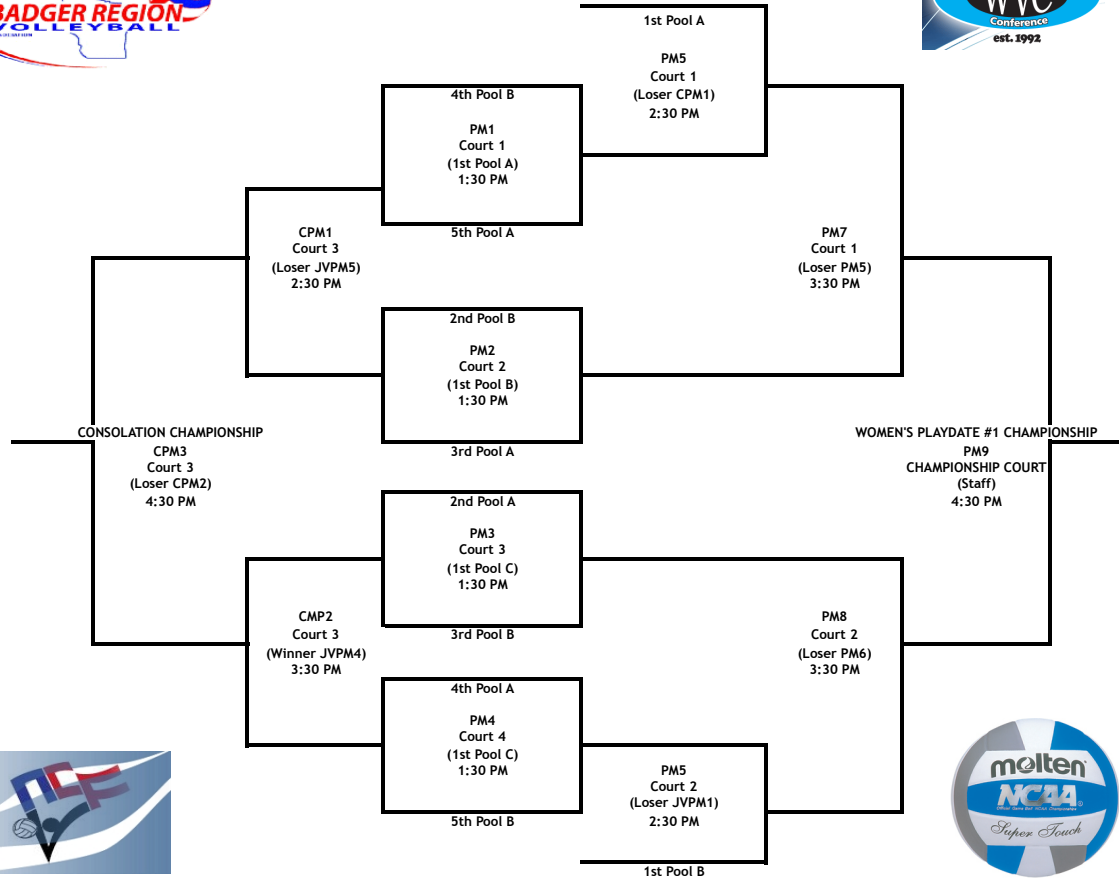 BADGER REGION
VOLLEYBALL
WVC
Conference
est. 1992
1st Pool A
PM5
Court 1
(Loser CPM1)
2:30 PM
4th Pool B
PM1
Court 1
(1st Pool A)
1:30 PM
5th Pool A
CPM1
Court 3
(Loser JVPM5)
2:30 PM
PM7
Court 1
(Loser PM5)
3:30 PM
2nd Pool B
PM2
Court 2
(1st Pool B)
1:30 PM
3rd Pool A
CONSOLATION CHAMPIONSHIP
CPM3
Court 3
(Loser CPM2)
4:30 PM
WOMEN'S PLAYDATE #1 CHAMPIONSHIP
PM9
CHAMPIONSHIP COURT
(Staff)
4:30 PM
2nd Pool A
PM3
Court 3
(1st Pool C)
1:30 PM
3rd Pool B
CMP2
Court 3
(Winner JVPM4)
3:30 PM
PM8
Court 2
(Loser PM6)
3:30 PM
4th Pool A
PM4
Court 4
(1st Pool C)
1:30 PM
5th Pool B
PM5
Court 2
(Loser JVPM1)
2:30 PM
1st Pool B
NCF
molten
NCAA
Super Touch